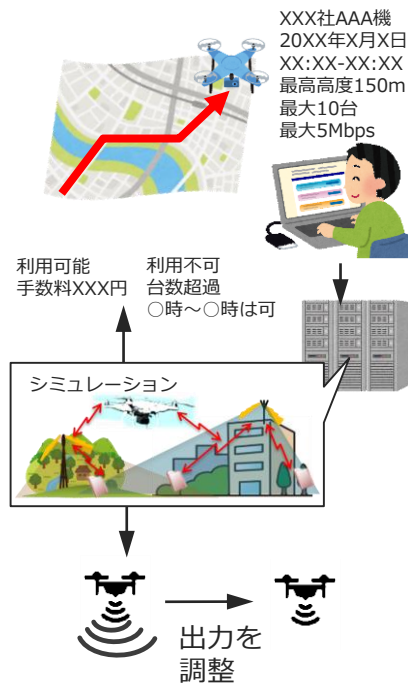 XXX社AAA機
20XX年X月X日
XX:XX-XX:XX
最高高度150m
最大10台
最大5Mbps
利用可能
手数料XXX円
利用不可
台数超過
○時～○時は可
シミュレーション
出力を
調整